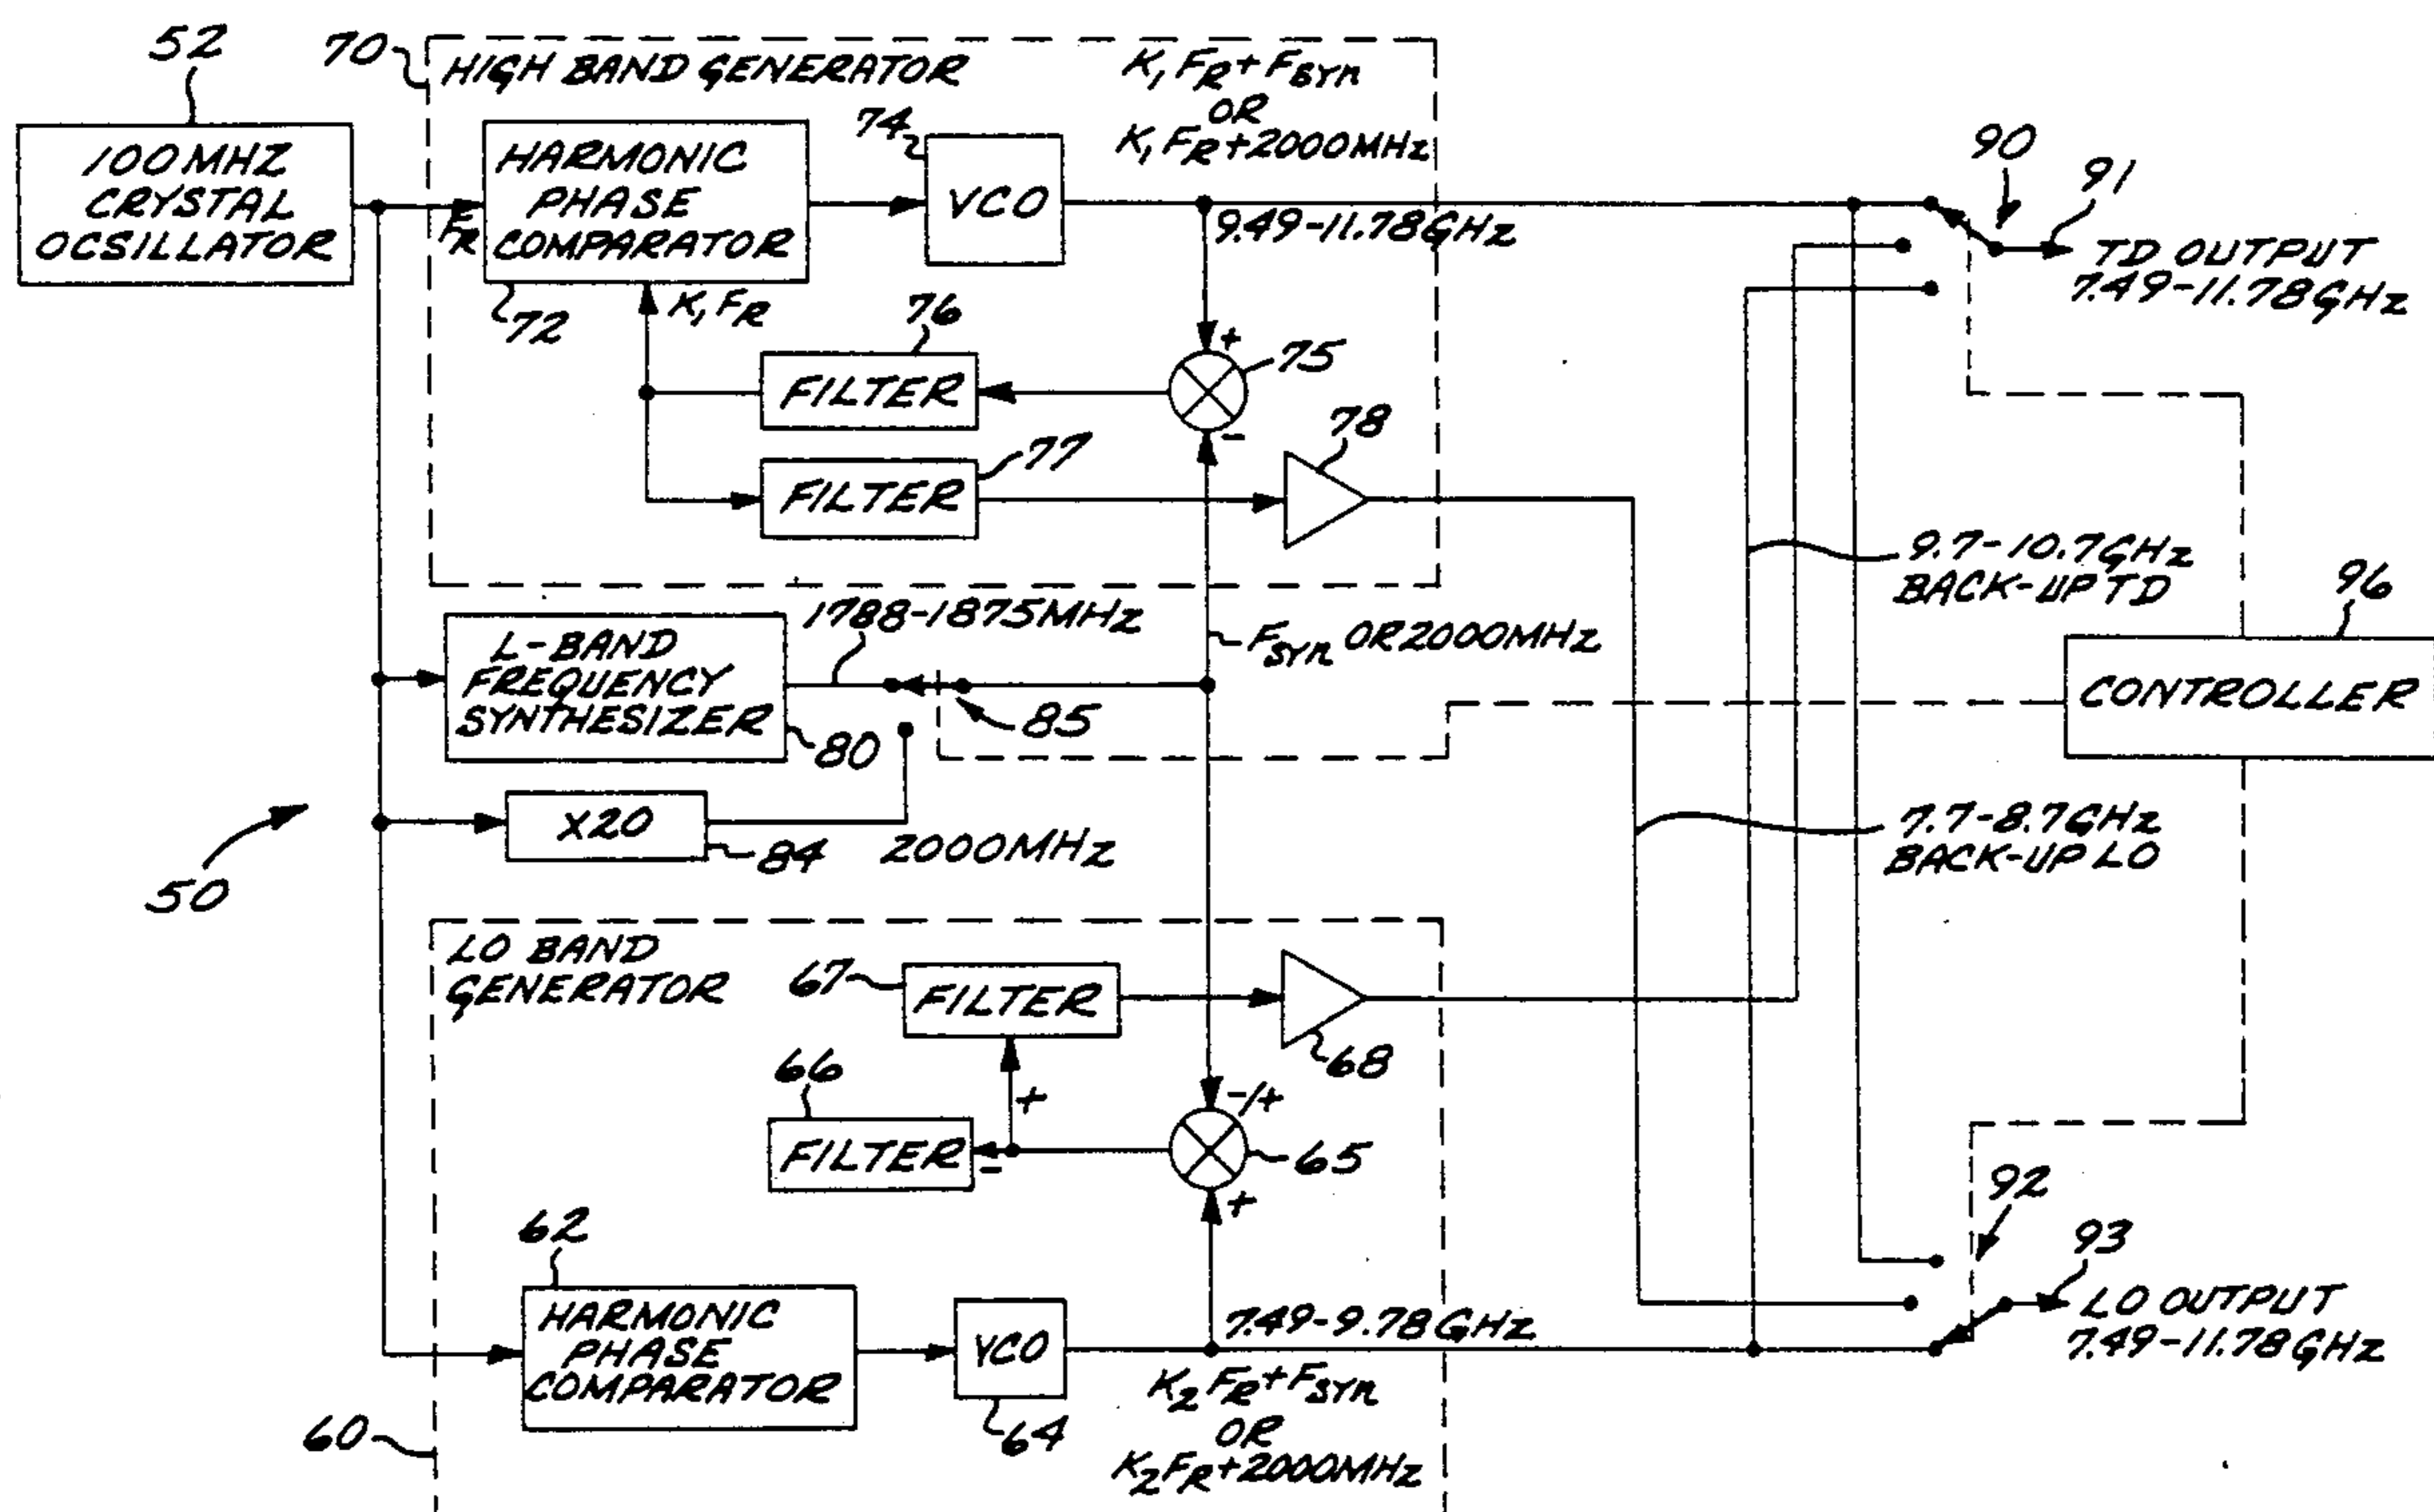 52
100MHZ
CRYSTAL
OCSILLATOR
70
HIGH BAND GENERATOR
K, FR + FSYN
OR
K, FR + 2000MHz
FR
HARMONIC
PHASE
COMPARATOR
72
74
VCO
9.49-11.78GHz
K, FR
76
FILTER
+
75
-
77
FILTER
78
90
91
TD OUTPUT
7.49-11.78GHz
9.7-10.7GHz
BACK-UP TD
96
CONTROLLER
L-BAND
FREQUENCY
SYNTHESIZER
80
1788-1875MHz
FSYN OR 2000MHz
85
X20
84
2000MHz
50
7.7-8.7GHz
BACK-UP LO
LO BAND
GENERATOR
67
FILTER
68
66
FILTER
+
-
-/+
65
+
62
HARMONIC
PHASE
COMPARATOR
VCO
64
7.49-9.78GHz
K2FR+FSYN
OR
K2FR+2000MHz
60
92
93
LO OUTPUT
7.49-11.78GHz